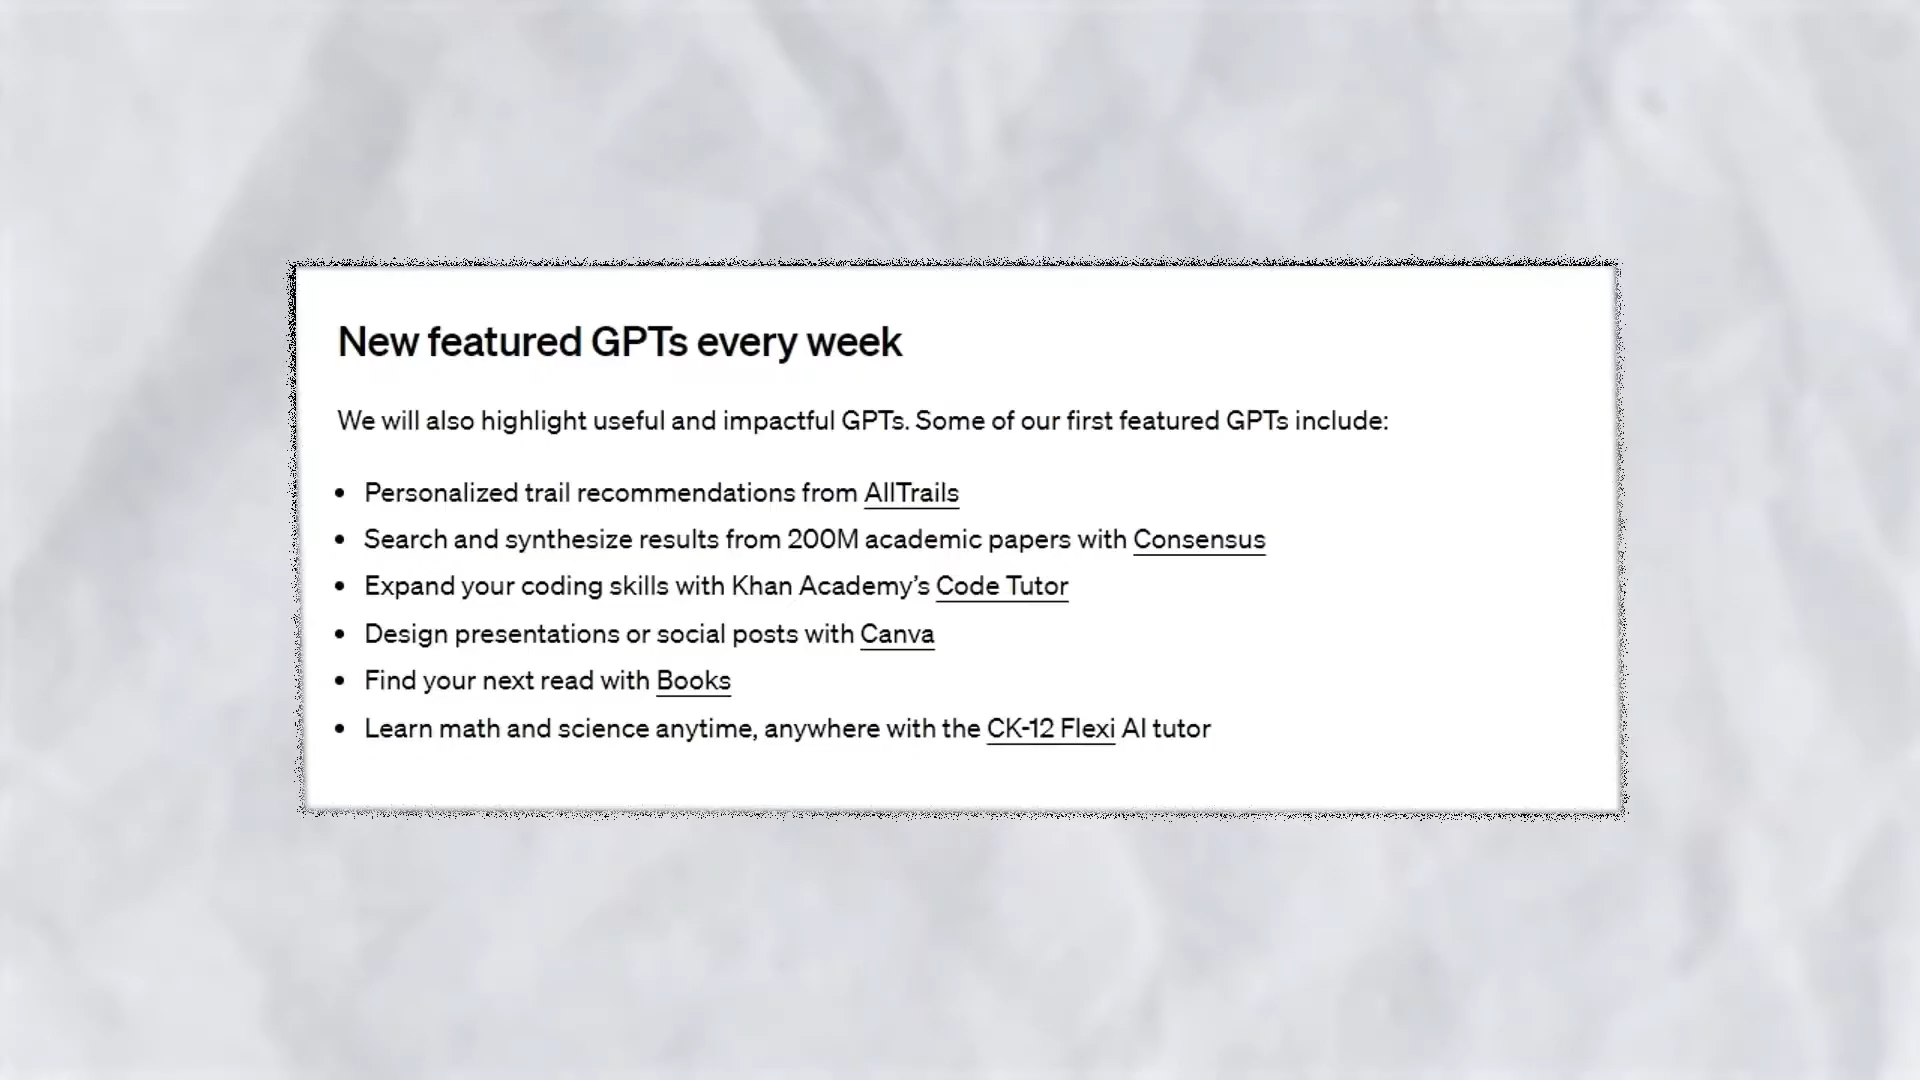 New featured GPTs every week
We will also highlight useful and impactful GPTs. Some of our first featured GPTs include:
• Personalized trail recommendations from AllTrails
• Search and synthesize results from 200M academic papers with Consensus
• Expand your coding skills with Khan Academy’s Code Tutor
• Design presentations or social posts with Canva
• Find your next read with Books
• Learn math and science anytime, anywhere with the CK-12 Flexi AI tutor